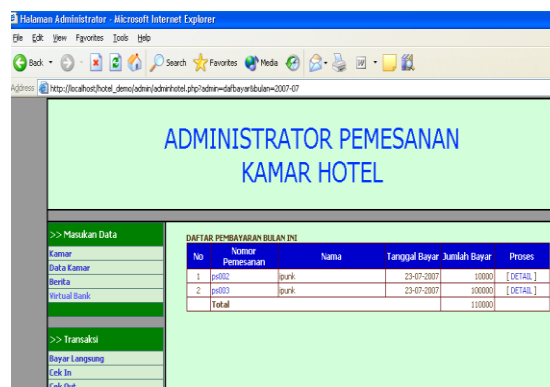 Halaman Administrator - Microsoft Internet Explorer
File Edit View Favorites Tools Help
Back Search Favorites Media
Address http://localhost/hotel_demo/admin/adminhotel.php?admin=dafbayar&bulan=2007-07
ADMINISTRATOR PEMESANAN
KAMAR HOTEL
>> Masukan Data
Kamar
Data Kamar
Berita
Virtual Bank
>> Transaksi
Bayar Langsung
Cek In
Cek Out
DAFTAR PEMBAYARAN BULAN INI
No Nomor Pemesanan Nama Tanggal Bayar Jumlah Bayar Proses
1 ps002 ipunk 23-07-2007 10000 [ DETAIL ]
2 ps003 ipunk 23-07-2007 100000 [ DETAIL ]
Total 110000